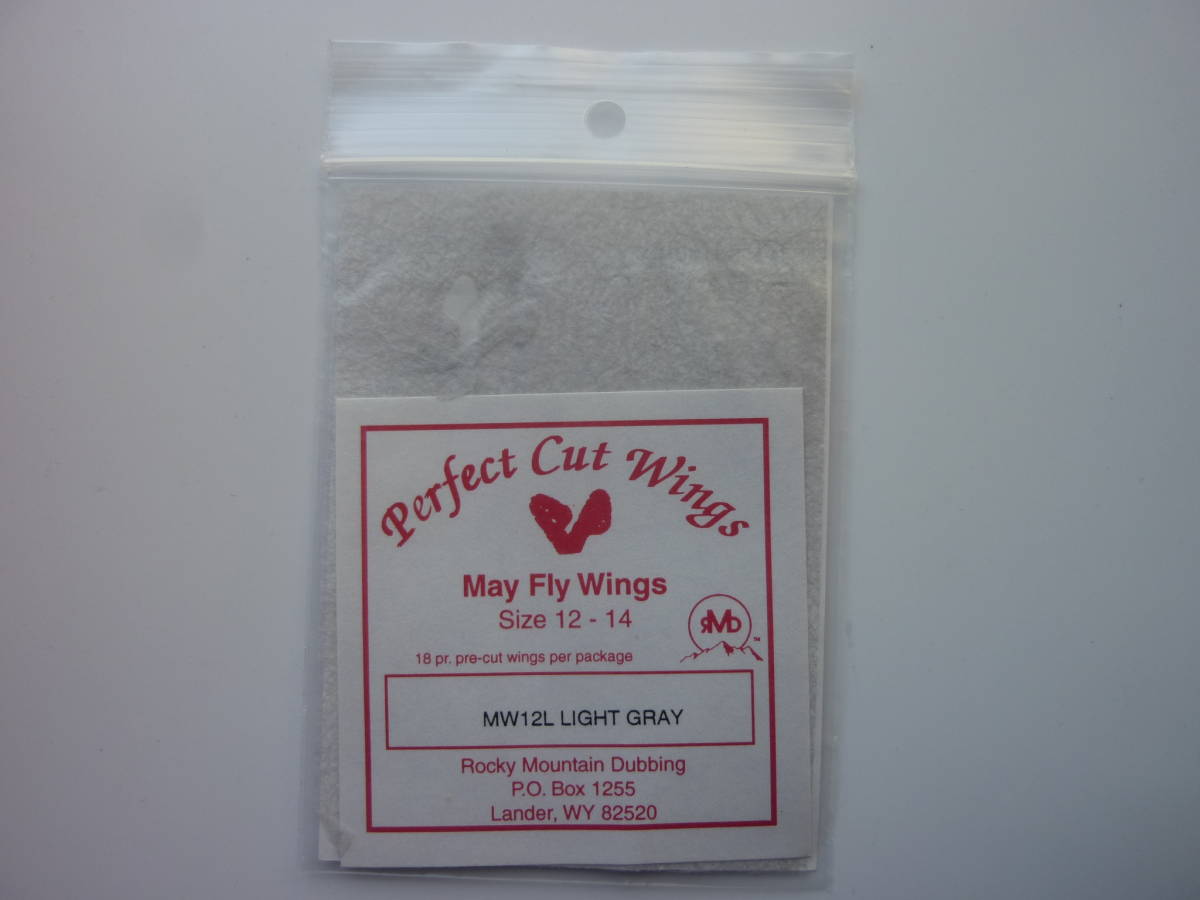 Perfect Cut Wings
May Fly Wings
Size 12 - 14
RMD
™
18 pr. pre-cut wings per package
MW12L LIGHT GRAY
Rocky Mountain Dubbing
P.O. Box 1255
Lander, WY 82520